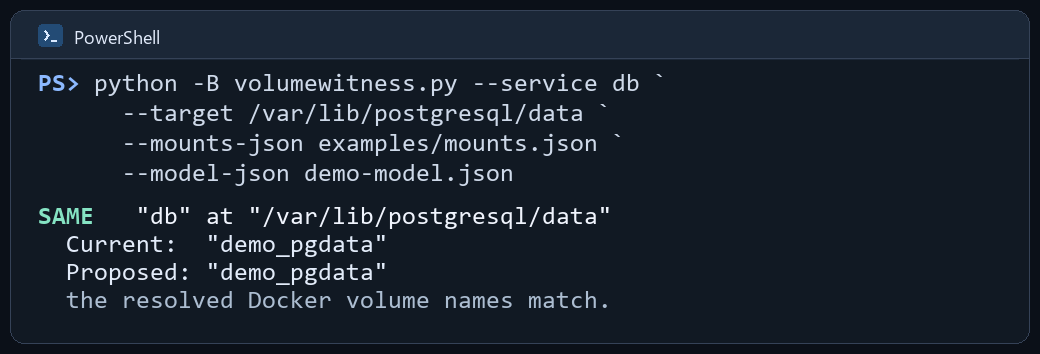 PowerShell
PS> python -B volumewitness.py --service db `
--target /var/lib/postgresql/data `
--mounts-json examples/mounts.json `
--model-json demo-model.json
SAME "db" at "/var/lib/postgresql/data"
Current: "demo_pgdata"
Proposed: "demo_pgdata"
the resolved Docker volume names match.